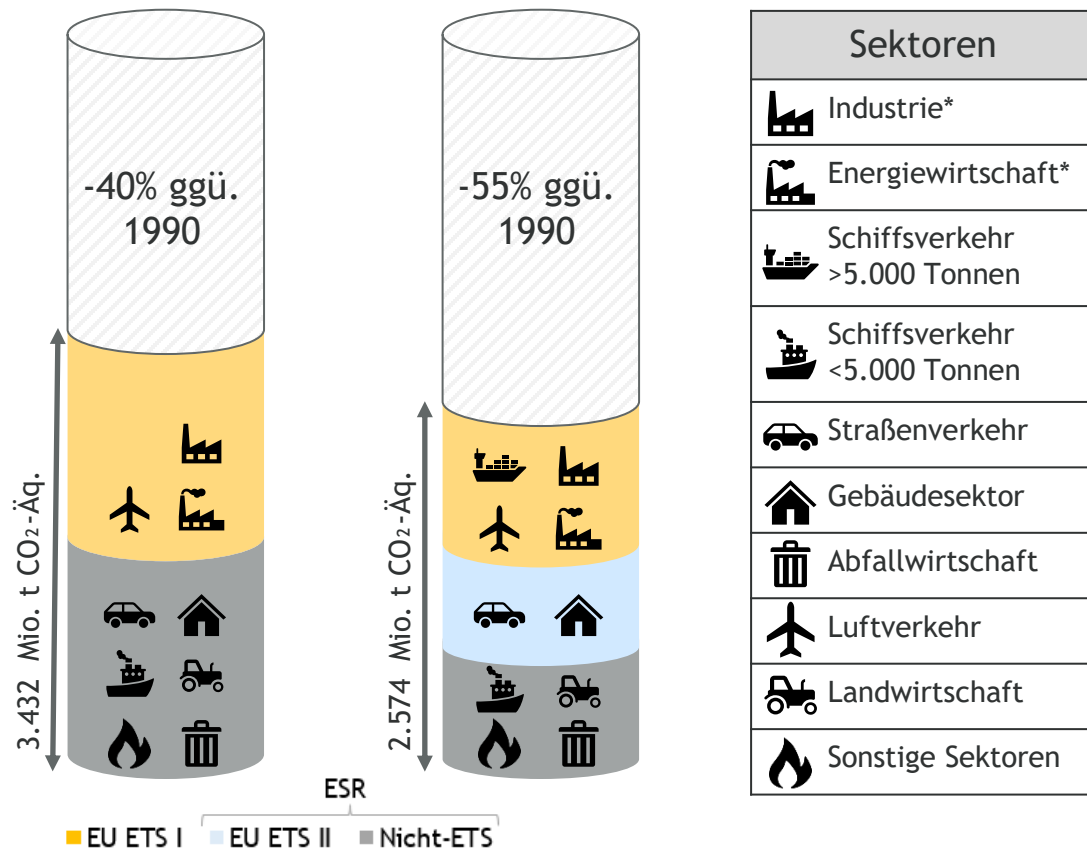 -40% ggü.
1990
3.432 Mio. t CO₂-Äq.
-55% ggü.
1990
2.574 Mio. t CO₂-Äq.
ESR
EU ETS I
EU ETS II
Nicht-ETS
Sektoren
Industrie*
Energiewirtschaft*
Schiffsverkehr
>5.000 Tonnen
Schiffsverkehr
<5.000 Tonnen
Straßenverkehr
Gebäudesektor
Abfallwirtschaft
Luftverkehr
Landwirtschaft
Sonstige Sektoren